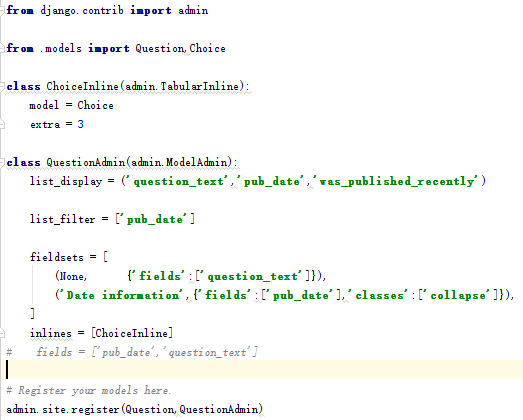 from django.contrib import admin
from .models import Question,Choice
class ChoiceInline(admin.TabularInline):
    model = Choice
    extra = 3
class QuestionAdmin(admin.ModelAdmin):
    list_display = ('question_text','pub_date','was_published_recently')
    list_filter = ['pub_date']
    fieldsets = [
        (None,      {'fields':['question_text']}),
        ('Date information',{'fields':['pub_date'],'classes':['collapse']}),
    ]
    inlines = [ChoiceInline]
#    fields = ['pub_date','question_text']
# Register your models here.
admin.site.register(Question,QuestionAdmin)